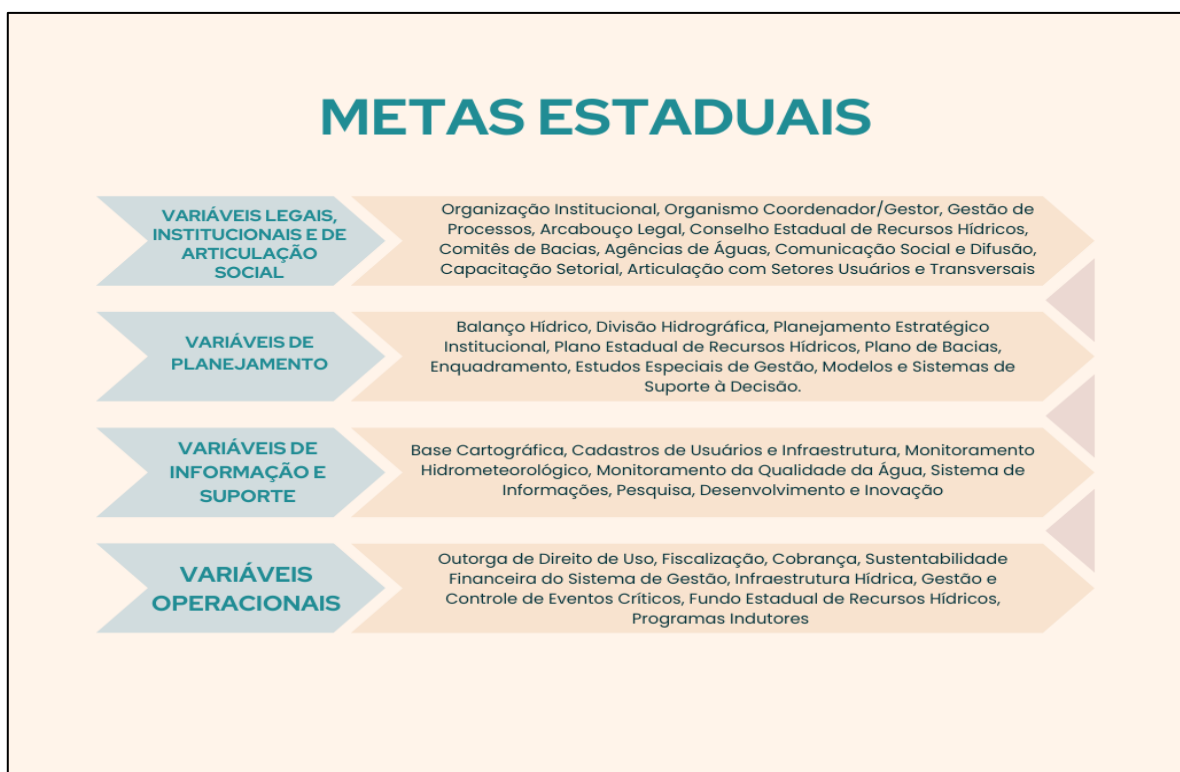 METAS ESTADUAIS
VARIÁVEIS LEGAIS,
INSTITUCIONAIS E DE
ARTICULAÇÃO
SOCIAL
Organização Institucional, Organismo Coordenador/Gestor, Gestão de
Processos, Arcabouço Legal, Conselho Estadual de Recursos Hídricos,
Comitês de Bacias, Agências de Águas, Comunicação Social e Difusão,
Capacitação Setorial, Articulação com Setores Usuários e Transversais
VARIÁVEIS DE
PLANEJAMENTO
Balanço Hídrico, Divisão Hidrográfica, Planejamento Estratégico
Institucional, Plano Estadual de Recursos Hídricos, Plano de Bacias,
Enquadramento, Estudos Especiais de Gestão, Modelos e Sistemas de
Suporte à Decisão.
VARIÁVEIS DE
INFORMAÇÃO E
SUPORTE
Base Cartográfica, Cadastros de Usuários e Infraestrutura, Monitoramento
Hidrometeorológico, Monitoramento da Qualidade da Água, Sistema de
Informações, Pesquisa, Desenvolvimento e Inovação
VARIÁVEIS
OPERACIONAIS
Outorga de Direito de Uso, Fiscalização, Cobrança, Sustentabilidade
Financeira do Sistema de Gestão, Infraestrutura Hídrica, Gestão e
Controle de Eventos Críticos, Fundo Estadual de Recursos Hídricos,
Programas Indutores